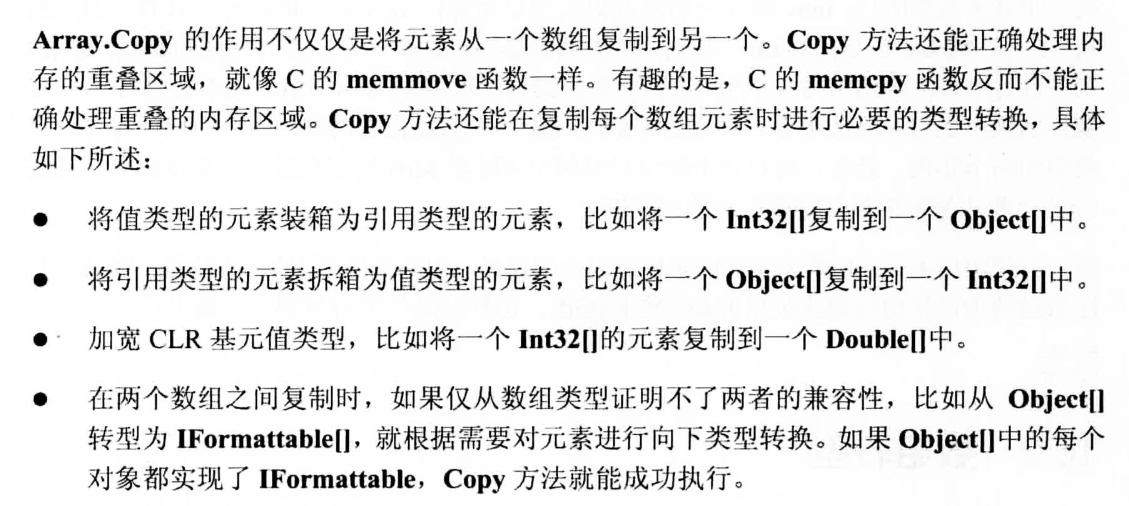 Array.Copy 的作用不仅仅是将元素从一个数组复制到另一个。Copy 方法还能正确处理内
存的重叠区域，就像 C 的 memmove 函数一样。有趣的是，C 的 memcpy 函数反而不能正
确处理重叠的内存区域。Copy 方法还能在复制每个数组元素时进行必要的类型转换，具体
如下所述：
● 将值类型的元素装箱为引用类型的元素，比如将一个 Int32[]复制到一个 Object[]中。
● 将引用类型的元素拆箱为值类型的元素，比如将一个 Object[]复制到一个 Int32[]中。
● 加宽 CLR 基元值类型，比如将一个 Int32[]的元素复制到一个 Double[]中。
● 在两个数组之间复制时，如果仅从数组类型证明不了两者的兼容性，比如从 Object[]
转型为 IFormattable[]，就根据需要对元素进行向下类型转换。如果 Object[]中的每个
对象都实现了 IFormattable，Copy 方法就能成功执行。